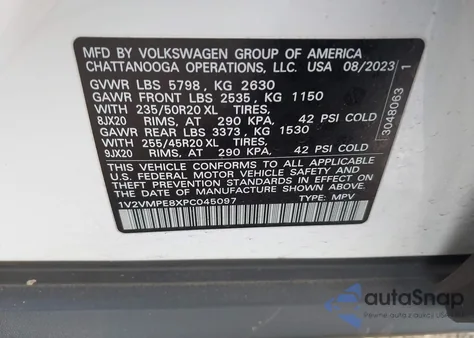 MFD BY VOLKSWAGEN GROUP OF AMERICA
CHATTANOOGA OPERATIONS, LLC. USA 08/2023
GVWR LBS 5798, KG 2630
GAWR FRONT LBS 2535, KG 1150
WITH 235/50R20 XL TIRES,
8JX20 RIMS, AT 290 KPA, 42 PSI COLD
GAWR REAR LBS 3373, KG 1530
WITH 255/45R20 XL TIRES,
9JX20 RIMS, AT 290 KPA, 42 PSI COLD
THIS VEHICLE CONFORMS TO ALL APPLICABLE
U.S. FEDERAL MOTOR VEHICLE SAFETY
STANDARDS IN EFFECT ON
THE DATE OF MANUFACTURE SHOWN ABOVE.
1V2VMPE8XPC045097 TYPE: MPV
3048063 1
autoSnap